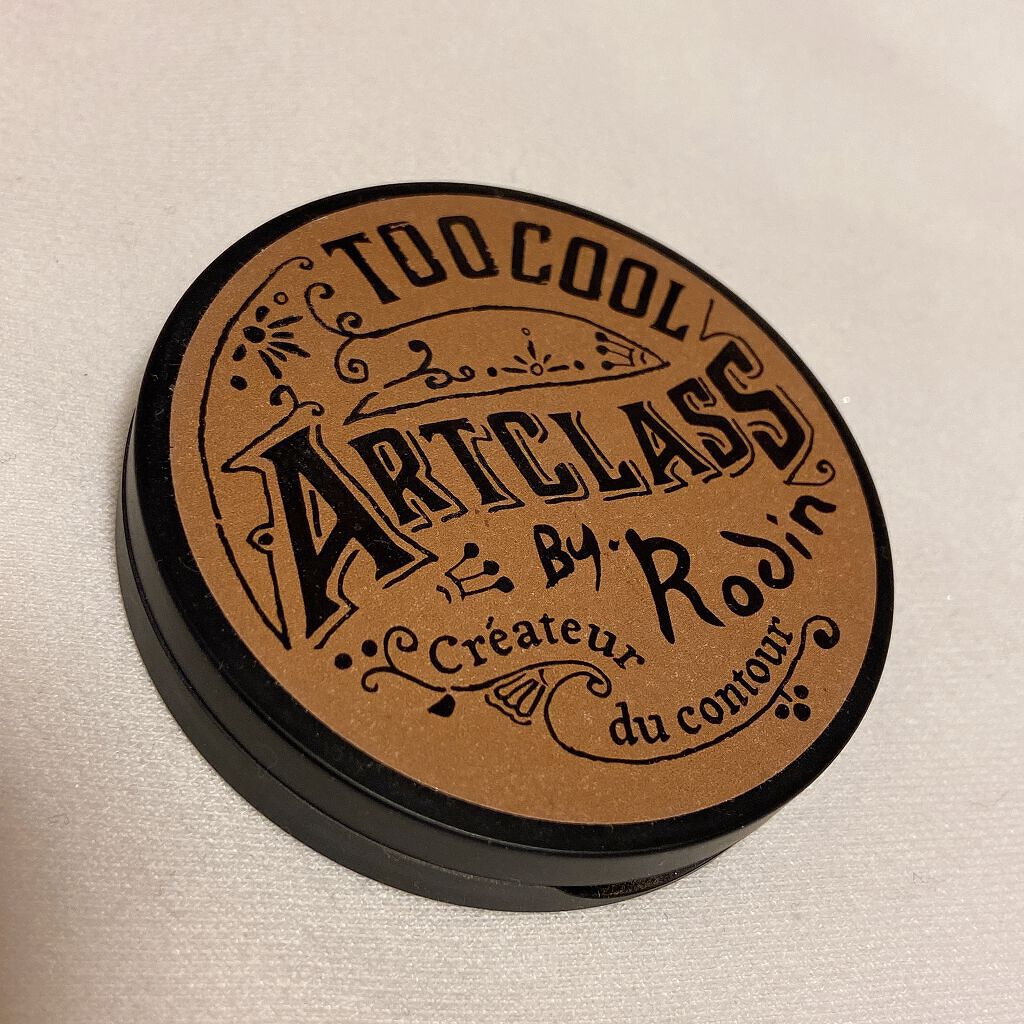 TOO COOL
ARTCLASS
By. Rodin
Créateur
du contour